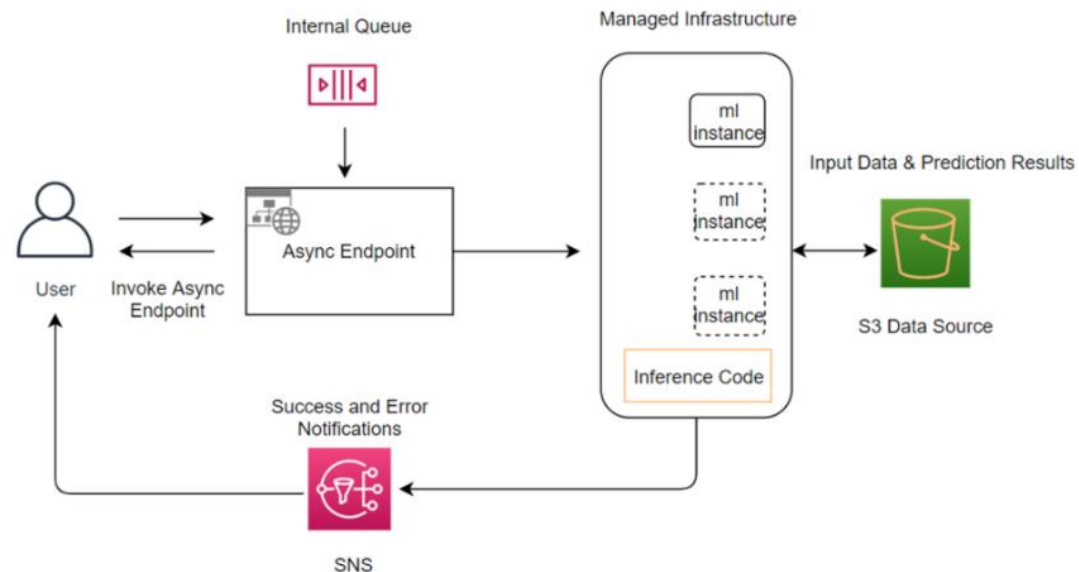 Internal Queue
Managed Infrastructure
ml
instance
Input Data & Prediction Results
ml
instance
Async Endpoint
User
Invoke Async
Endpoint
ml
instance
S3 Data Source
Inference Code
Success and Error
Notifications
SNS